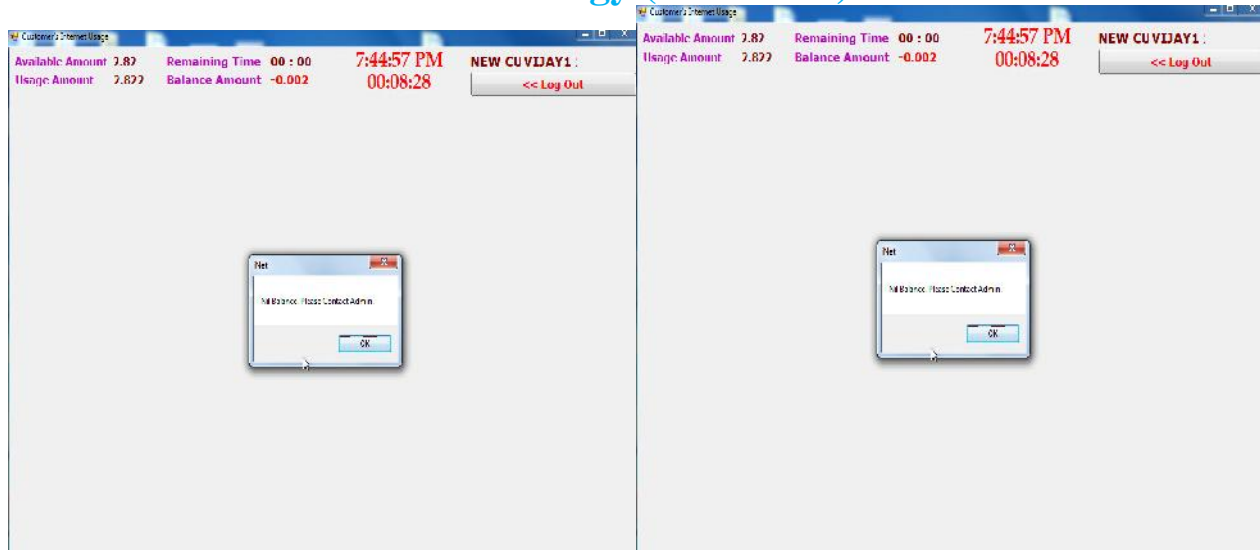 gy (
Customer's Internet Usage
Available Amount 2.82 Remaining Time 00 : 00 7:44:57 PM NEW CUVIJAY1 :
Usage Amount 2.822 Balance Amount -0.002 00:08:28 << Log Out
iNet
Nil Balance. Please Contact Admin.
OK
Customer's Internet Usage
Available Amount 2.82 Remaining Time 00 : 00 7:44:57 PM NEW CUVIJAY1 :
Usage Amount 2.822 Balance Amount -0.002 00:08:28 << Log Out
iNet
Nil Balance. Please Contact Admin.
OK